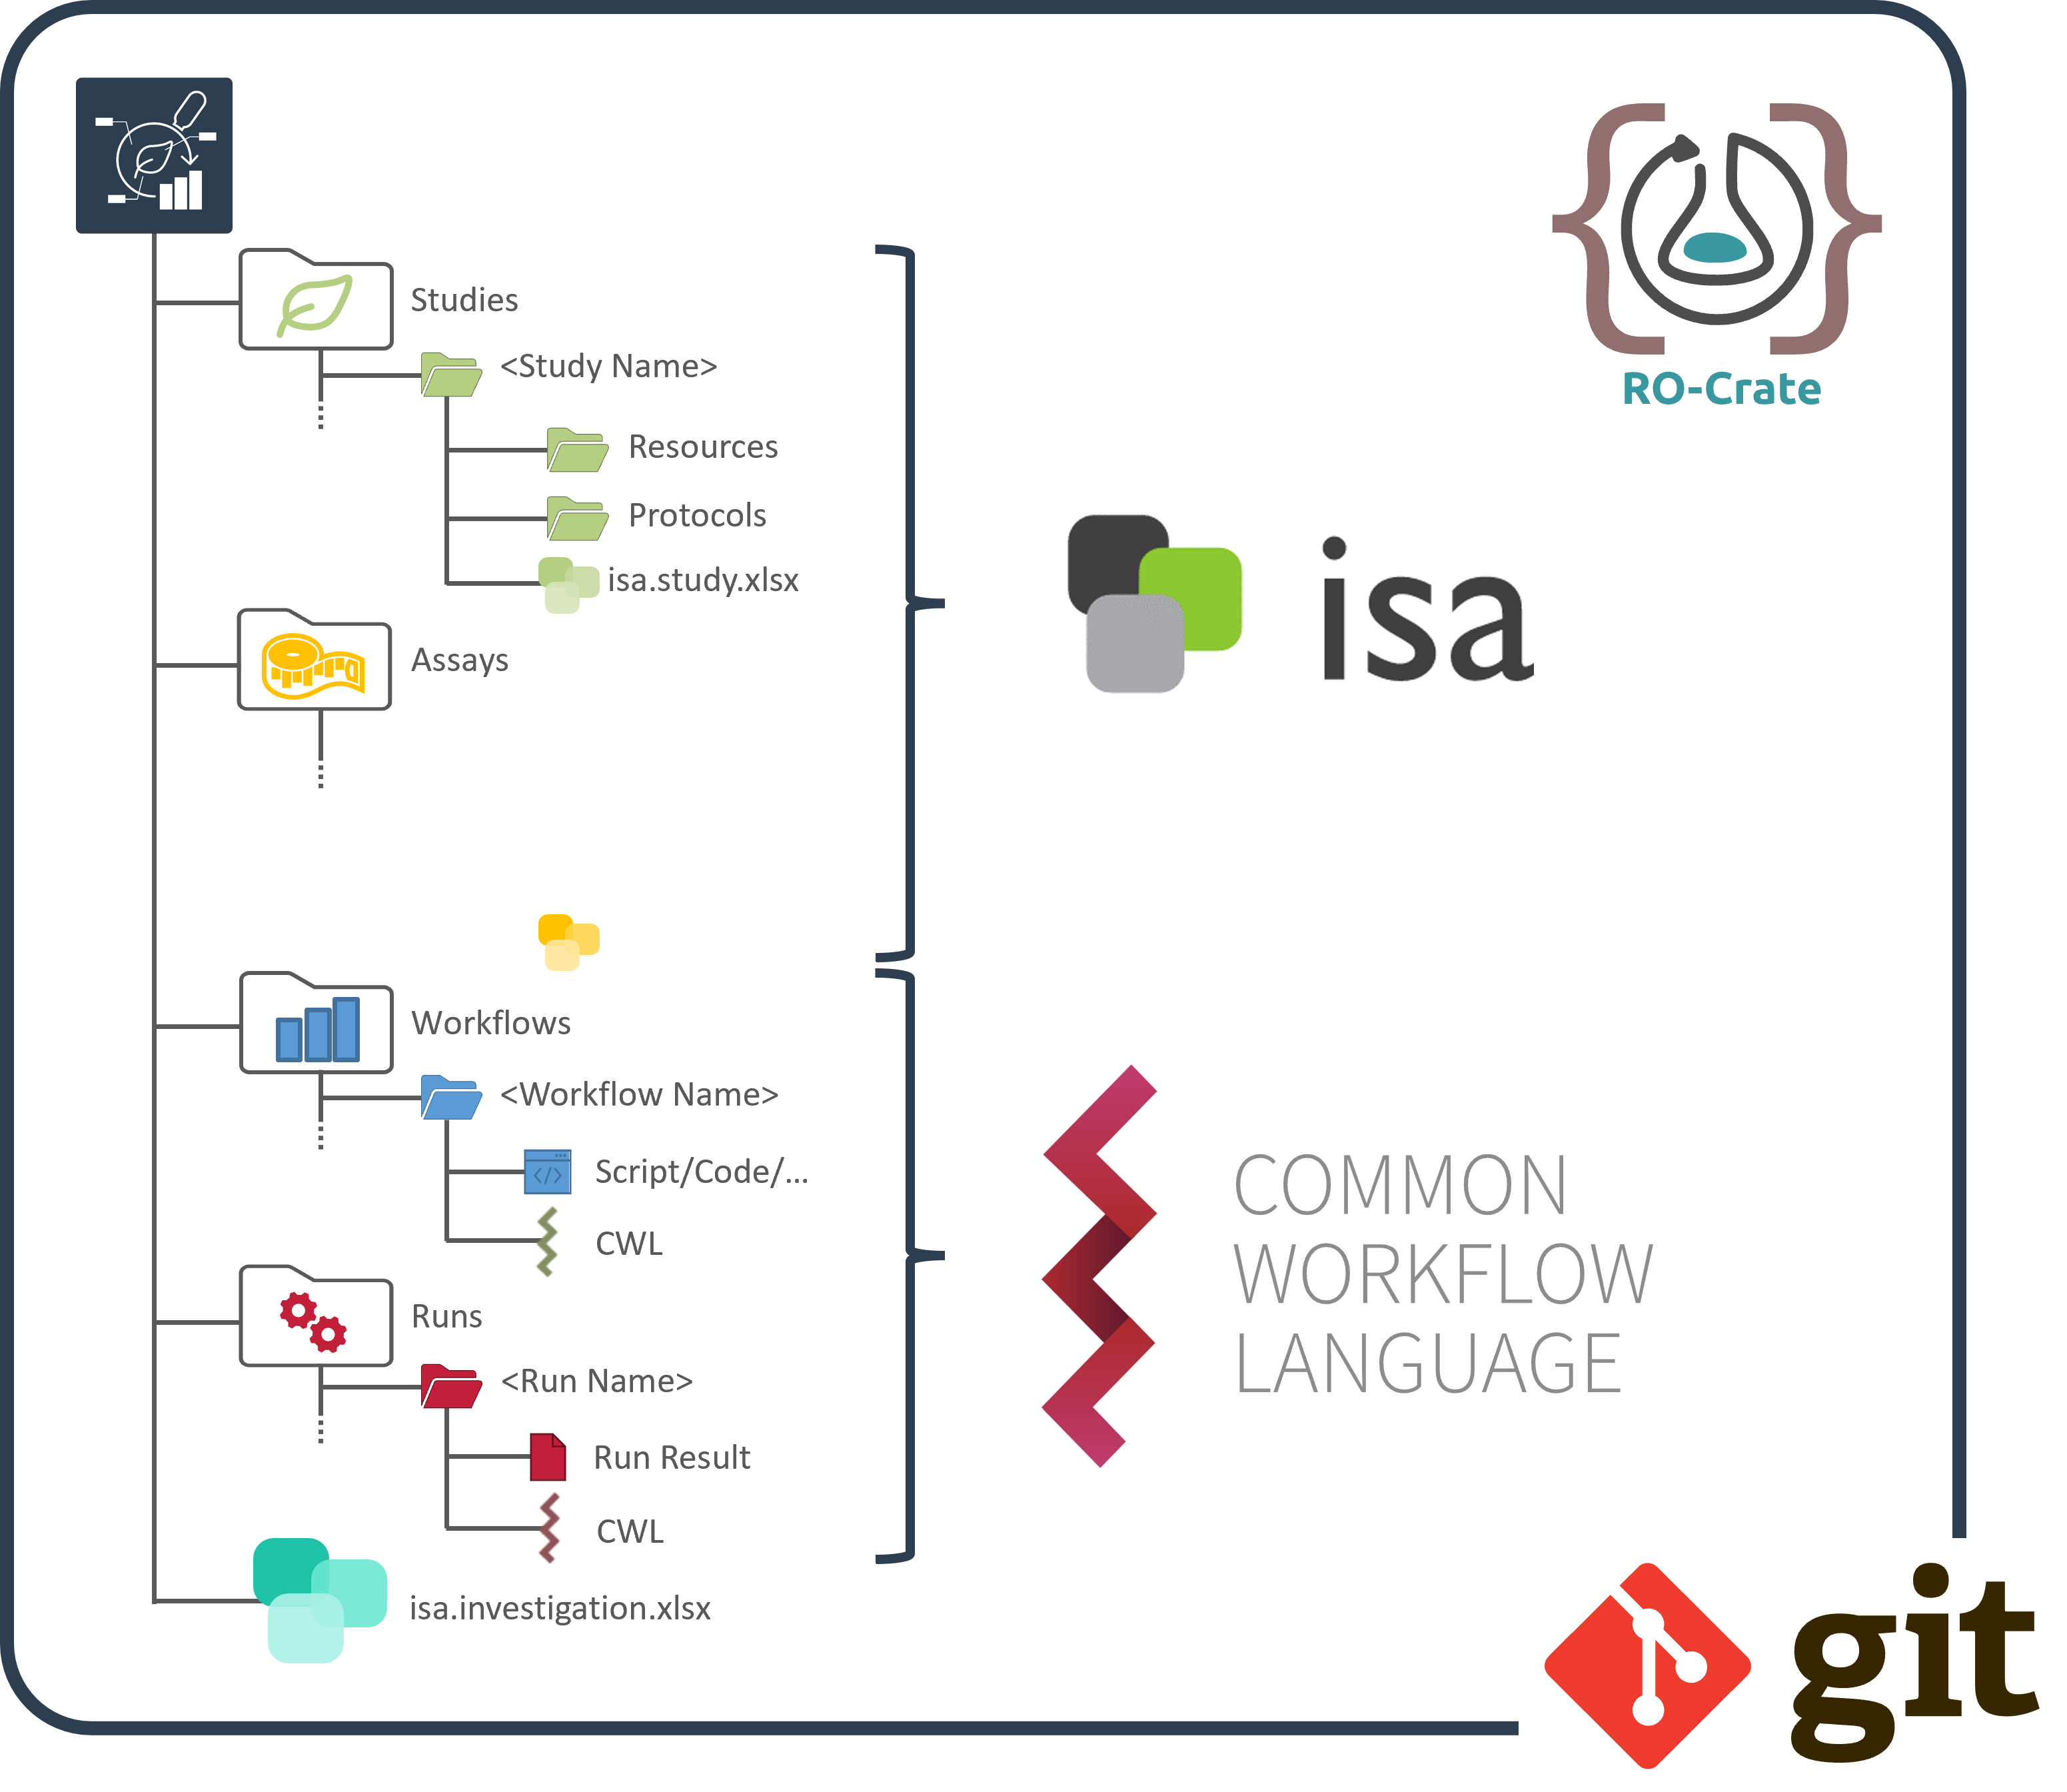 RO-Crate
Studies
<Study Name>
Resources
Protocols
isa.study.xlsx
isa
Assays
Workflows
<Workflow Name>
Script/Code/...
CWL
COMMON
WORKFLOW
LANGUAGE
Runs
<Run Name>
Run Result
CWL
isa.investigation.xlsx
git